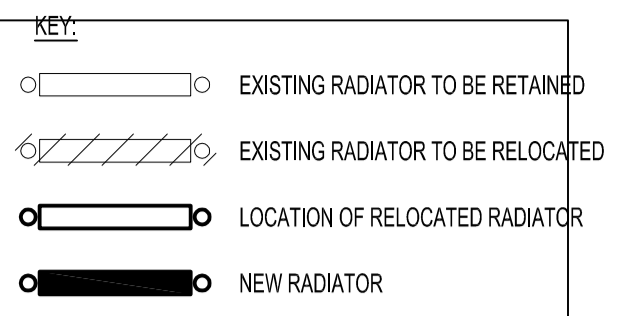 KEY:
EXISTING RADIATOR TO BE RETAINED
EXISTING RADIATOR TO BE RELOCATED
LOCATION OF RELOCATED RADIATOR
NEW RADIATOR